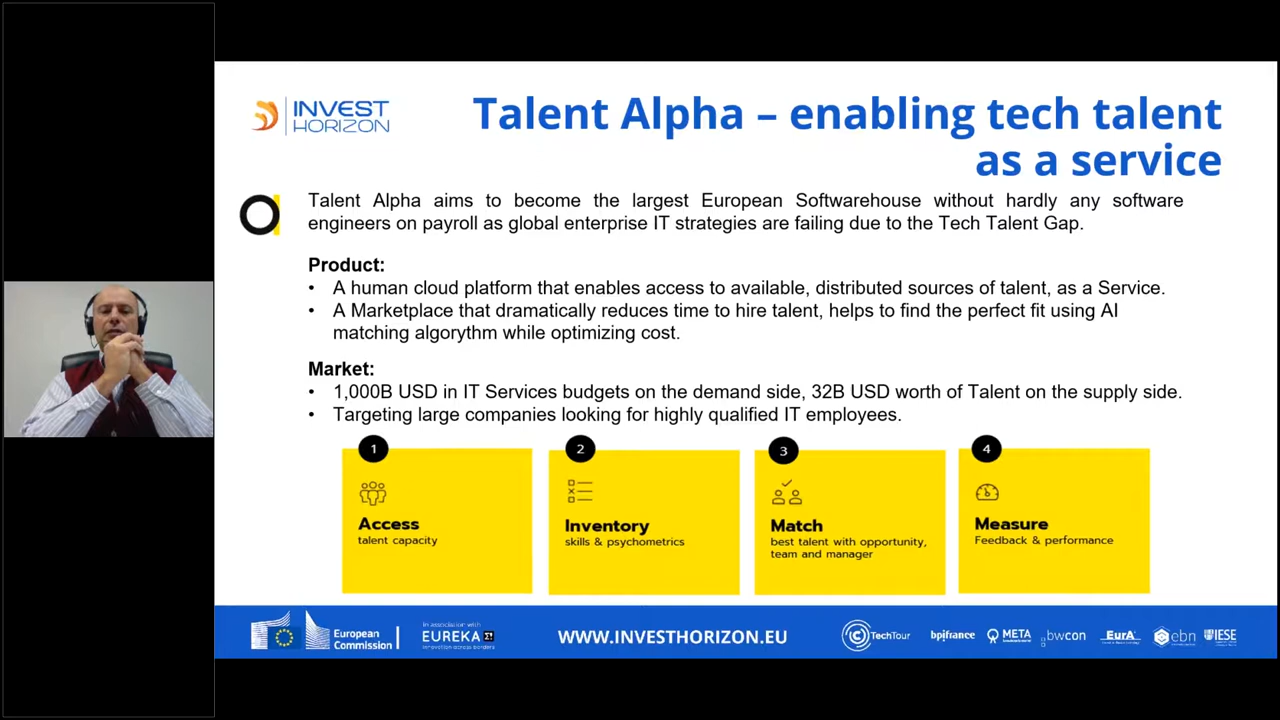 INVEST
HORIZON
Talent Alpha – enabling tech talent
as a service
Talent Alpha aims to become the largest European Softwarehouse without hardly any software
engineers on payroll as global enterprise IT strategies are failing due to the Tech Talent Gap.
Product:
• A human cloud platform that enables access to available, distributed sources of talent, as a Service.
• A Marketplace that dramatically reduces time to hire talent, helps to find the perfect fit using AI
matching algorythm while optimizing cost.
Market:
• 1,000B USD in IT Services budgets on the demand side, 32B USD worth of Talent on the supply side.
• Targeting large companies looking for highly qualified IT employees.
1
Access
talent capacity
2
Inventory
skills & psychometrics
3
Match
best talent with opportunity,
team and manager
4
Measure
Feedback & performance
European
Commission
In association with
EUREKA Σ!
innovation across borders
WWW.INVESTHORIZON.EU
TechTour
bpifrance
META
bwcon
EurA
ebn
IESE